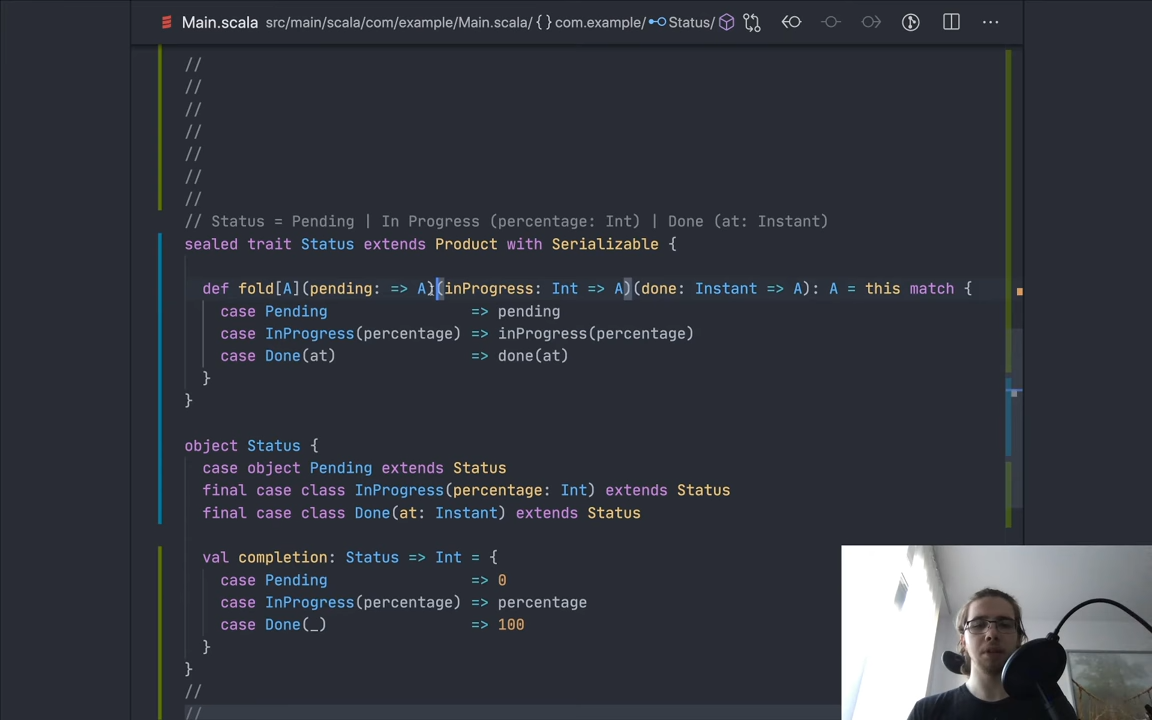 Main.scala src/main/scala/com/example/Main.scala/ {} com.example/ Status/
//
//
//
//
//
//
//
// Status = Pending | In Progress (percentage: Int) | Done (at: Instant)
sealed trait Status extends Product with Serializable {
def fold[A](pending: => A)(inProgress: Int => A)(done: Instant => A): A = this match {
case Pending => pending
case InProgress(percentage) => inProgress(percentage)
case Done(at) => done(at)
}
}
object Status {
case object Pending extends Status
final case class InProgress(percentage: Int) extends Status
final case class Done(at: Instant) extends Status
val completion: Status => Int = {
case Pending => 0
case InProgress(percentage) => percentage
case Done(_) => 100
}
}
//
//